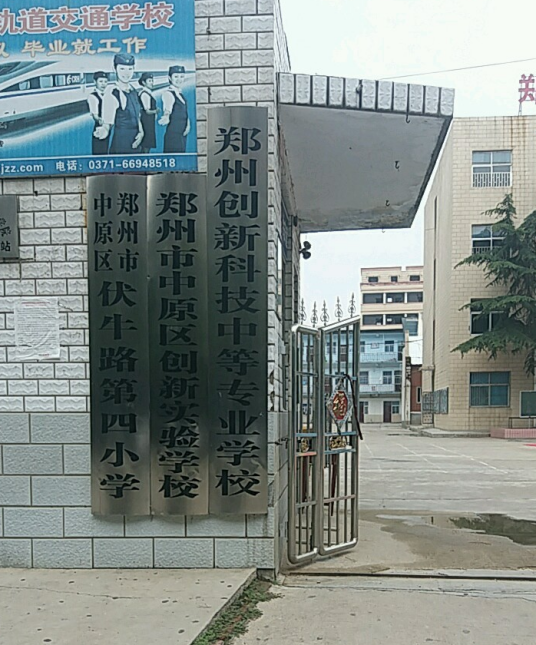 轨道交通学校
毕业就工作
jzz.com 电话：0371-66948518
站
郑州市
中原区
伏牛路第四小学
郑州市中原区创新实验学校
郑州创新科技中等专业学校